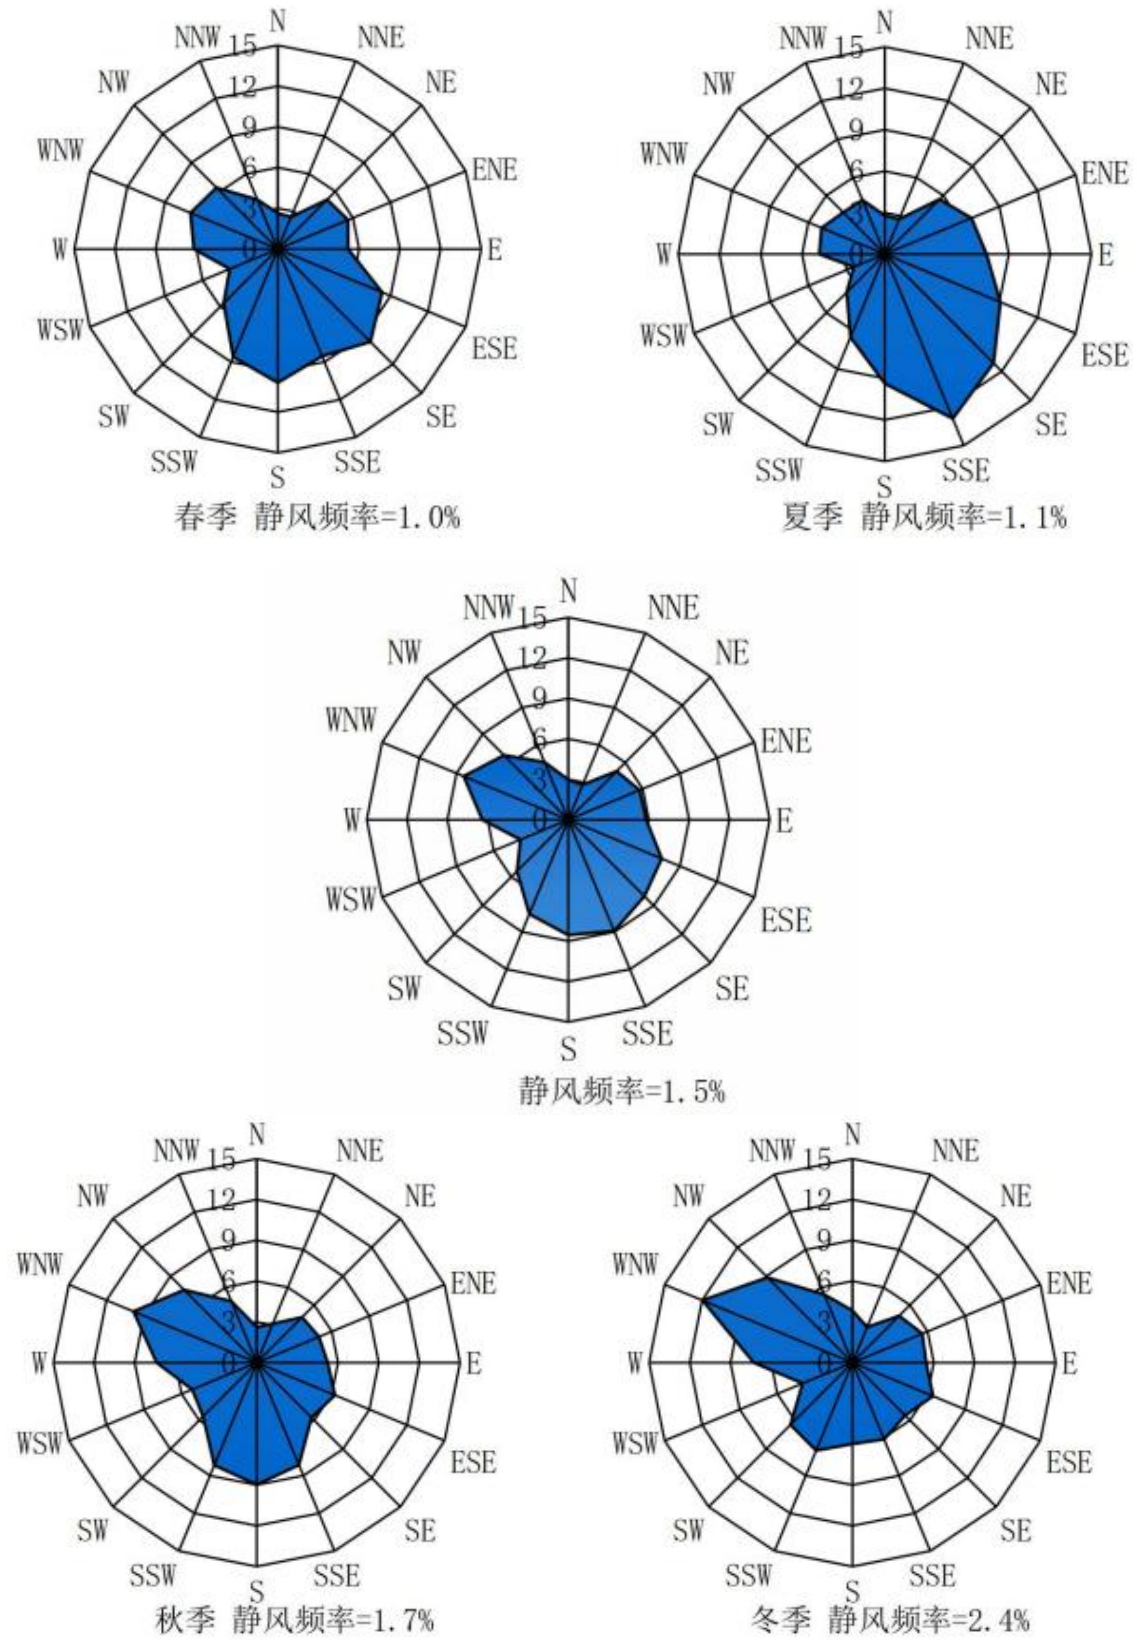 N
NNW 15 NNE
NW 12 NE
9
WNW 6 ENE
3
W 0 E
WSW ESE
SW SE
SSW SSE
S
春季 静风频率=1.0%
N
NNW 15 NNE
NW 12 NE
9
WNW 6 ENE
3
W 0 E
WSW ESE
SW SE
SSW SSE
S
夏季 静风频率=1.1%
N
NNW 15 NNE
NW 12 NE
9
WNW 6 ENE
3
W 0 E
WSW ESE
SW SE
SSW SSE
S
静风频率=1.5%
N
NNW 15 NNE
NW 12 NE
9
WNW 6 ENE
3
W 0 E
WSW ESE
SW SE
SSW SSE
S
秋季 静风频率=1.7%
N
NNW 15 NNE
NW 12 NE
9
WNW 6 ENE
3
W 0 E
WSW ESE
SW SE
SSW SSE
S
冬季 静风频率=2.4%